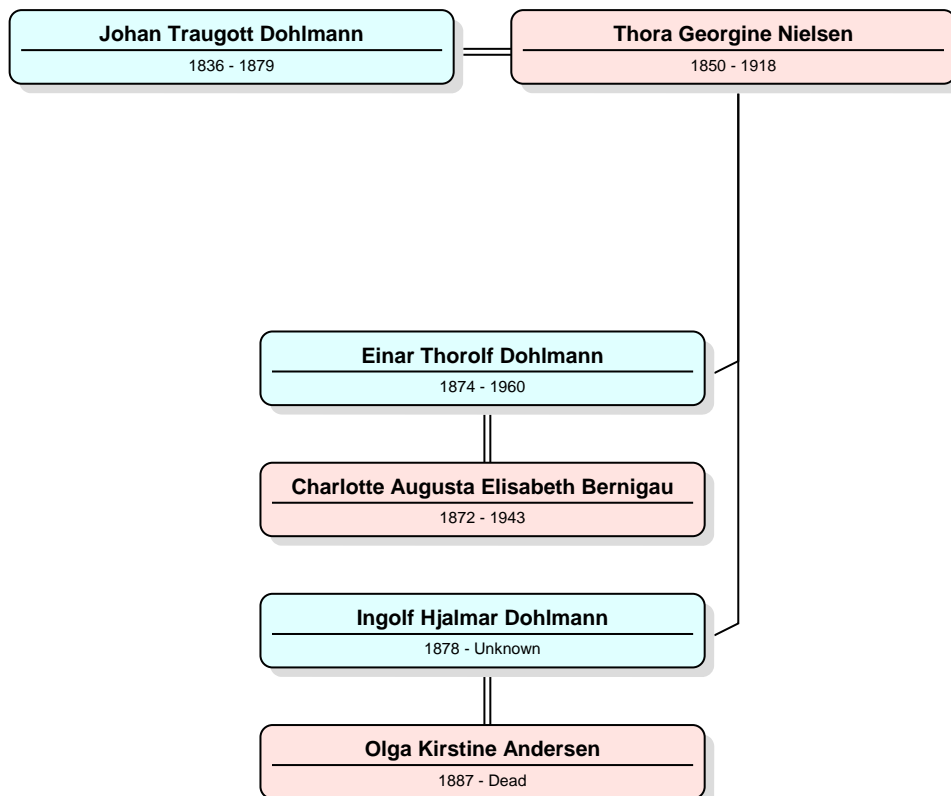 Johan Traugott Dohlmann
1836 - 1879
Thora Georgine Nielsen
1850 - 1918
Einar Thorolf Dohlmann
1874 - 1960
Charlotte Augusta Elisabeth Bernigau
1872 - 1943
Ingolf Hjalmar Dohlmann
1878 - Unknown
Olga Kirstine Andersen
1887 - Dead